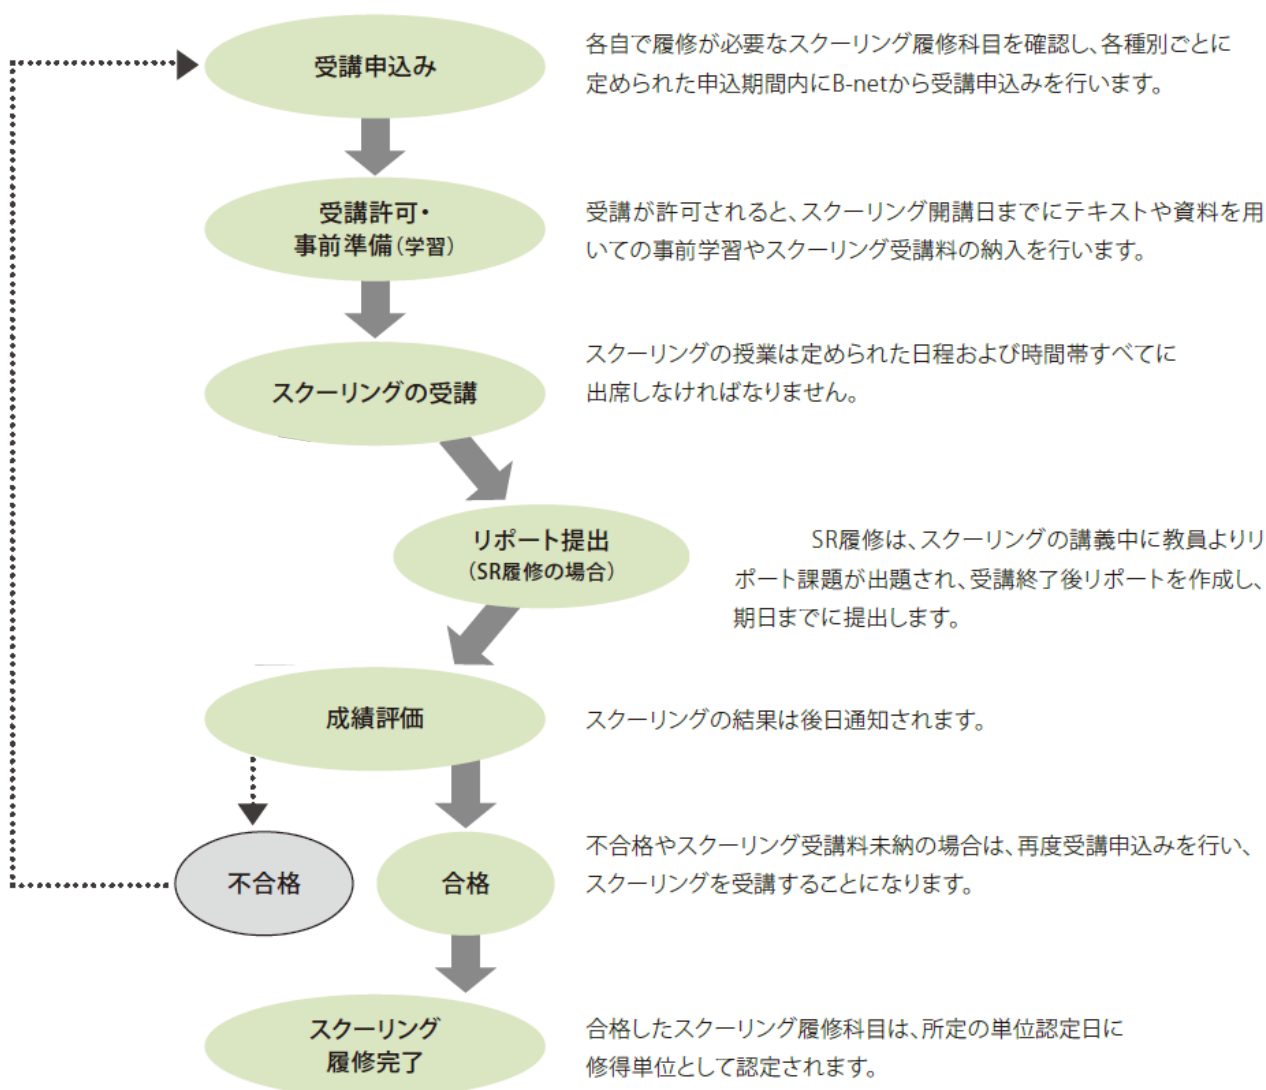 受講申込み
各自で履修が必要なスクーリング履修科目を確認し、各種別ごとに
定められた申込期間内にB-netから受講申込みを行います。
受講許可・
事前準備(学習)
受講が許可されると、スクーリング開講日までにテキストや資料を用
いての事前学習やスクーリング受講料の納入を行います。
スクーリングの受講
スクーリングの授業は定められた日程および時間帯すべてに
出席しなければなりません。
リポート提出
(SR履修の場合)
SR履修は、スクーリングの講義中に教員よりリ
ポート課題が出題され、受講終了後リポートを作成し、
期日までに提出します。
成績評価
スクーリングの結果は後日通知されます。
不合格
合格
不合格やスクーリング受講料未納の場合は、再度受講申込みを行い、
スクーリングを受講することになります。
スクーリング
履修完了
合格したスクーリング履修科目は、所定の単位認定日に
修得単位として認定されます。